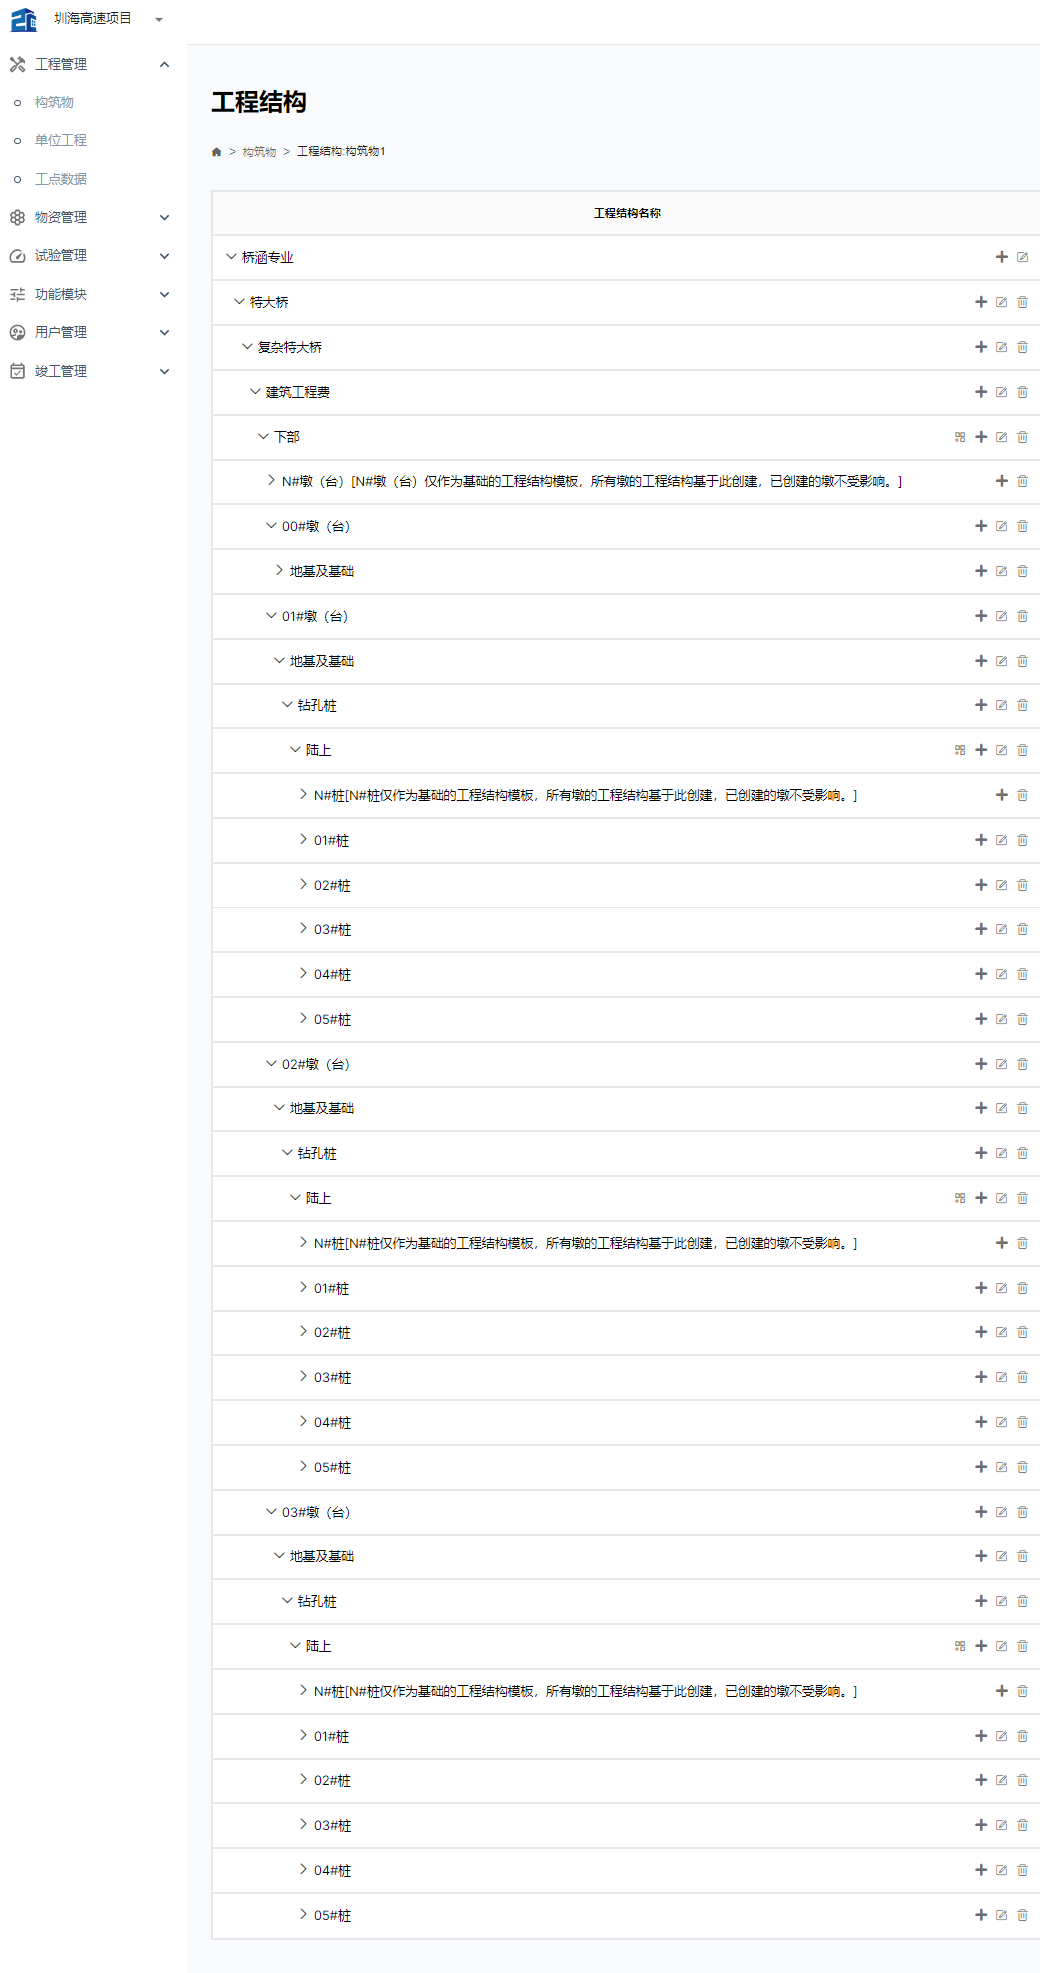 圳海高速项目
工程管理
构筑物
单位工程
工点数据
物资管理
试验管理
功能模块
用户管理
竣工管理
工程结构
> 构筑物 > 工程结构:构筑物1
工程结构名称
桥涵专业
特大桥
复杂特大桥
建筑工程费
下部
N#墩（台）[N#墩（台）仅作为基础的工程结构模板，所有墩的工程结构基于此创建，已创建的墩不受影响。]
00#墩（台）
地基及基础
01#墩（台）
地基及基础
钻孔桩
陆上
N#桩[N#桩仅作为基础的工程结构模板，所有墩的工程结构基于此创建，已创建的墩不受影响。]
01#桩
02#桩
03#桩
04#桩
05#桩
02#墩（台）
地基及基础
钻孔桩
陆上
N#桩[N#桩仅作为基础的工程结构模板，所有墩的工程结构基于此创建，已创建的墩不受影响。]
01#桩
02#桩
03#桩
04#桩
05#桩
03#墩（台）
地基及基础
钻孔桩
陆上
N#桩[N#桩仅作为基础的工程结构模板，所有墩的工程结构基于此创建，已创建的墩不受影响。]
01#桩
02#桩
03#桩
04#桩
05#桩